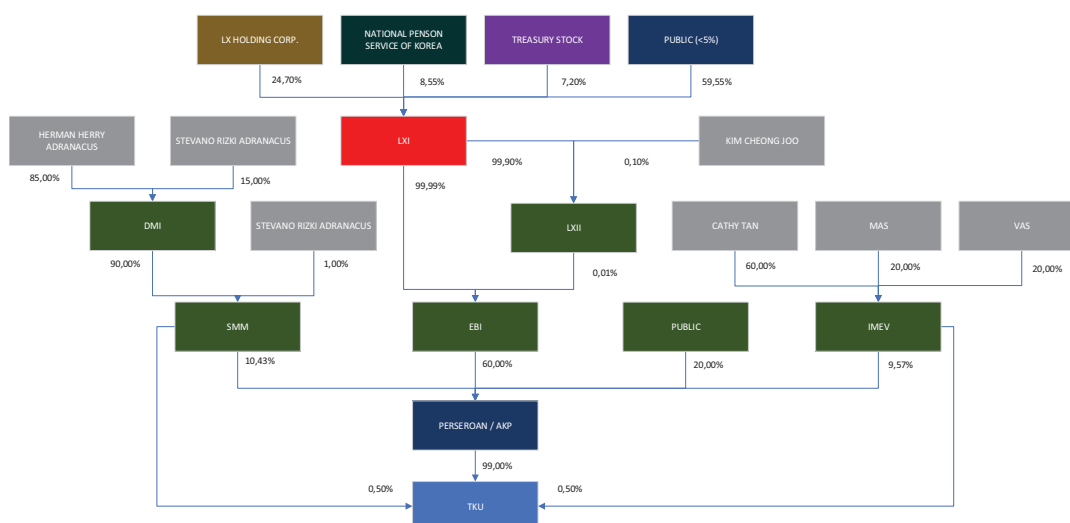 LX HOLDING CORP.
NATIONAL PENSON
SERVICE OF KOREA
TREASURY STOCK
PUBLIC (<5%)
24,70%
8,55%
7,20%
59,55%
HERMAN HERRY
ADRANACUS
STEVANO RIZKI ADRANACUS
LXI
KIM CHEONG JOO
85,00%
15,00%
99,90%
0,10%
99,99%
DMI
STEVANO RIZKI ADRANACUS
LXII
CATHY TAN
MAS
VAS
90,00%
1,00%
0,01%
60,00%
20,00%
20,00%
SMM
EBI
PUBLIC
IMEV
10,43%
60,00%
20,00%
9,57%
PERSEROAN / AKP
99,00%
0,50%
0,50%
TKU